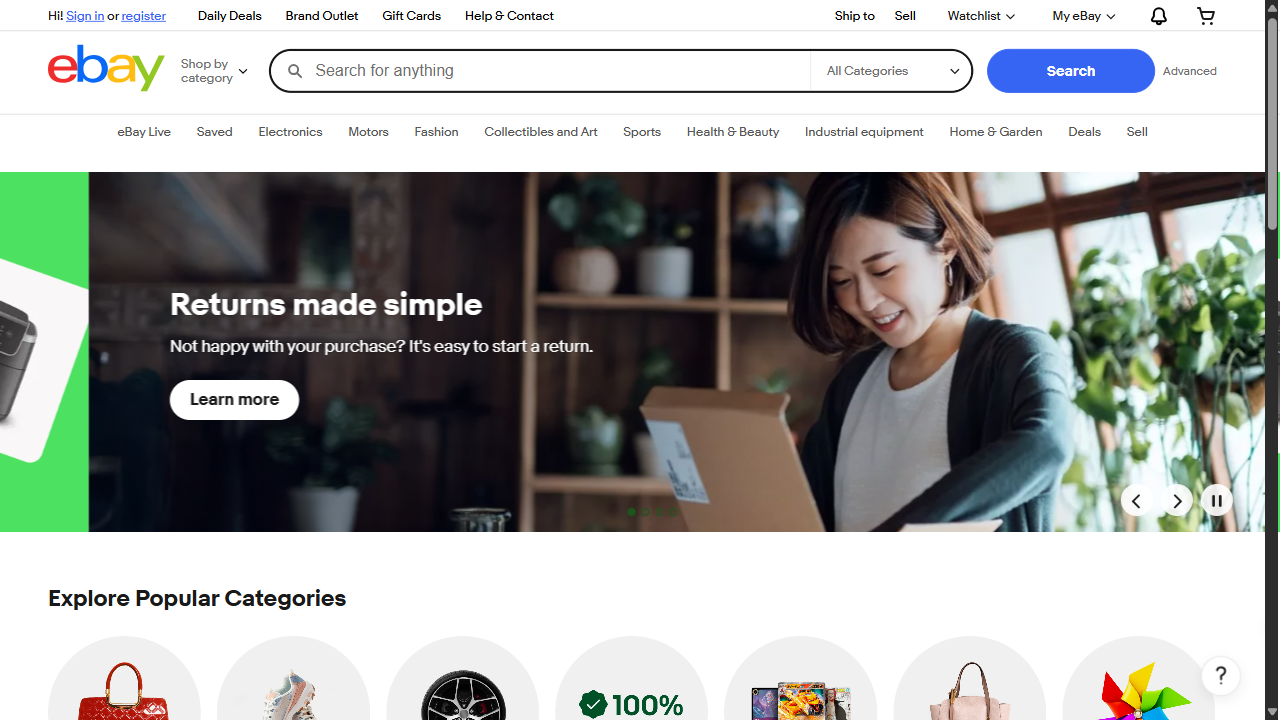 Hi! Sign in or register Daily Deals Brand Outlet Gift Cards Help & Contact Ship to Sell Watchlist My eBay
ebay Shop by category Search for anything All Categories Search Advanced
eBay Live Saved Electronics Motors Fashion Collectibles and Art Sports Health & Beauty Industrial equipment Home & Garden Deals Sell
Returns made simple
Not happy with your purchase? It's easy to start a return.
Learn more
Explore Popular Categories
100%
?